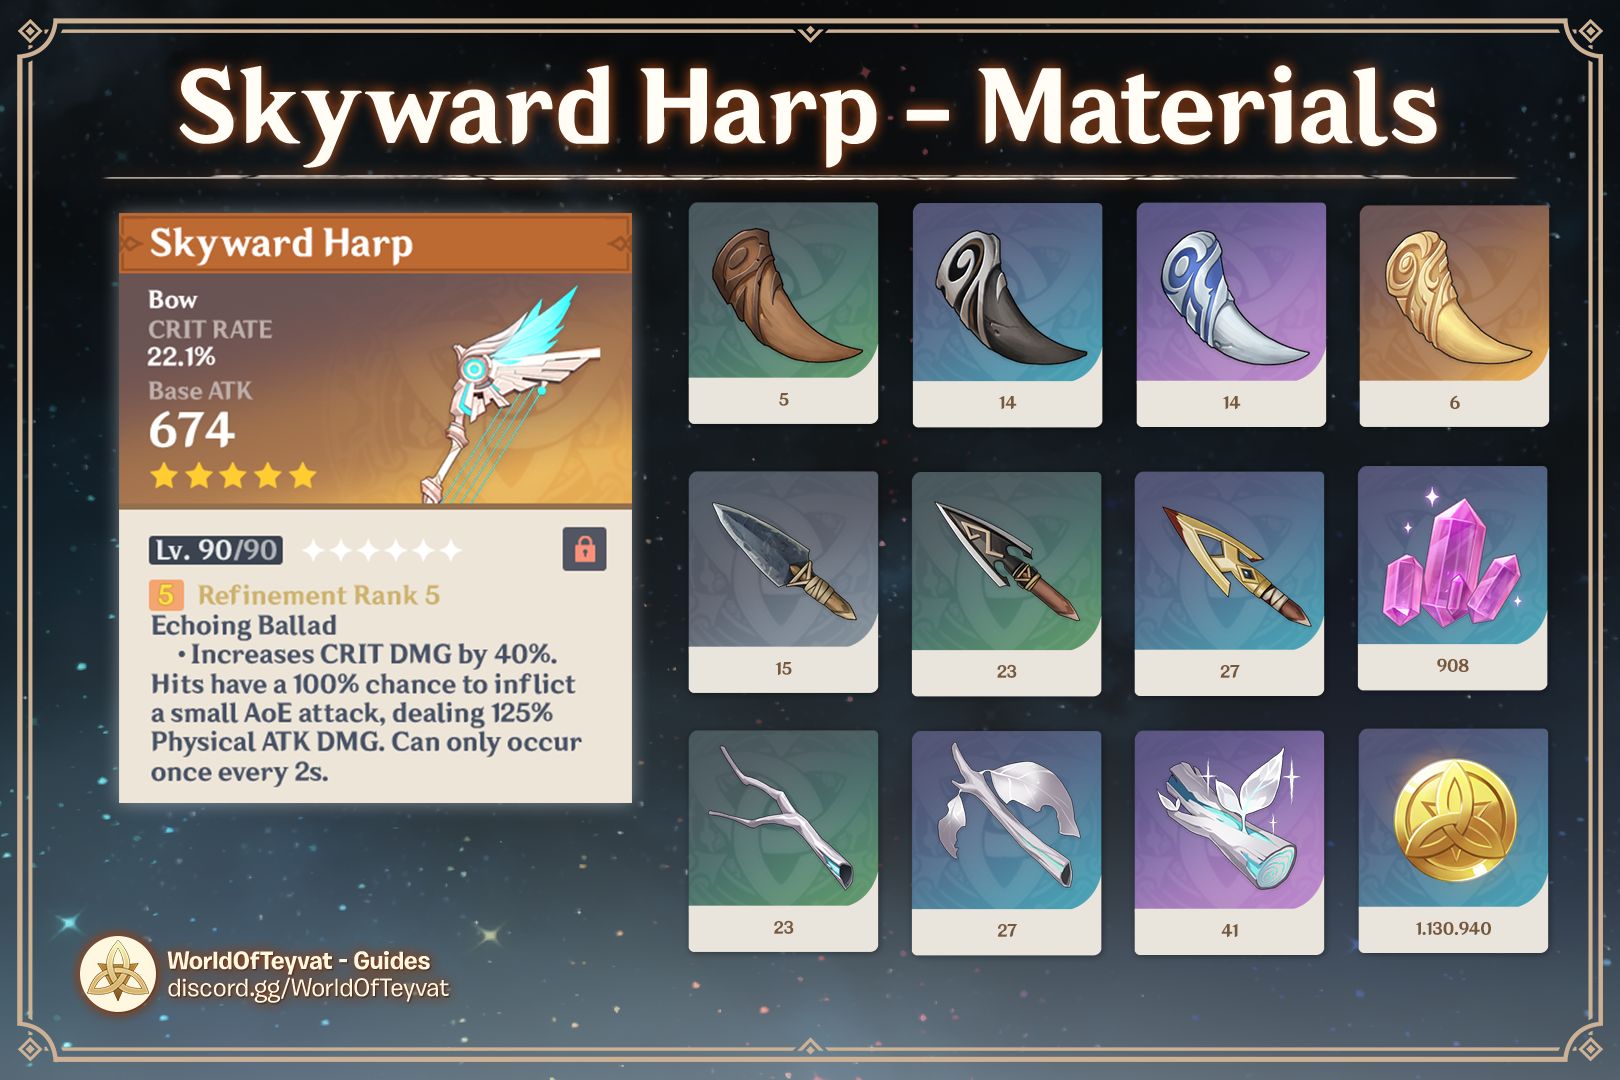 Skyward Harp – Materials
Skyward Harp
Bow
CRIT RATE
22.1%
Base ATK
674
Lv. 90/90
5 Refinement Rank 5
Echoing Ballad
• Increases CRIT DMG by 40%.
Hits have a 100% chance to inflict
a small AoE attack, dealing 125%
Physical ATK DMG. Can only occur
once every 2s.
5
14
14
6
15
23
27
908
23
27
41
1.130.940
WorldOfTeyvat - Guides
discord.gg/WorldOfTeyvat